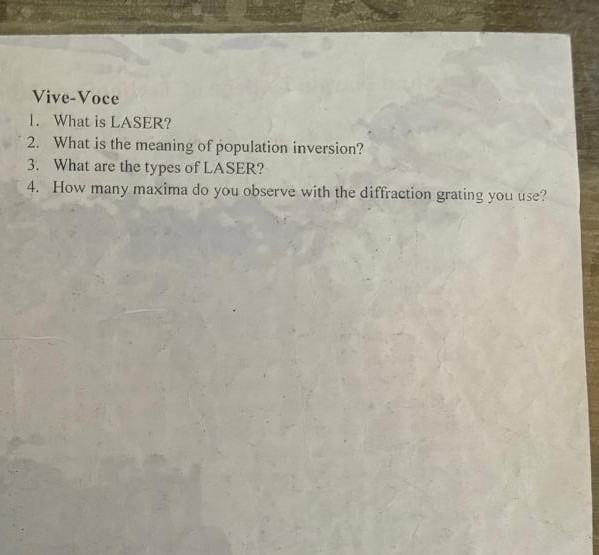 Vive-Voce
1. What is LASER?
2. What is the meaning of population inversion?
3. What are the types of LASER?
4. How many maxima do you observe with the diffraction grating you use?